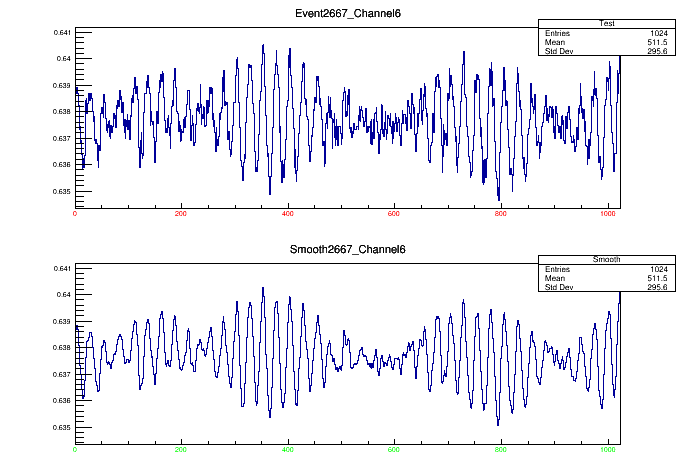 Event2667_Channel6
Test
Entries 1024
Mean 511.5
Std Dev 295.6
0.641
0.64
0.639
0.638
0.637
0.636
0.635
0 200 400 600 800 1000
Smooth2667_Channel6
Smooth
Entries 1024
Mean 511.5
Std Dev 295.6
0.641
0.64
0.639
0.638
0.637
0.636
0.635
0 200 400 600 800 1000